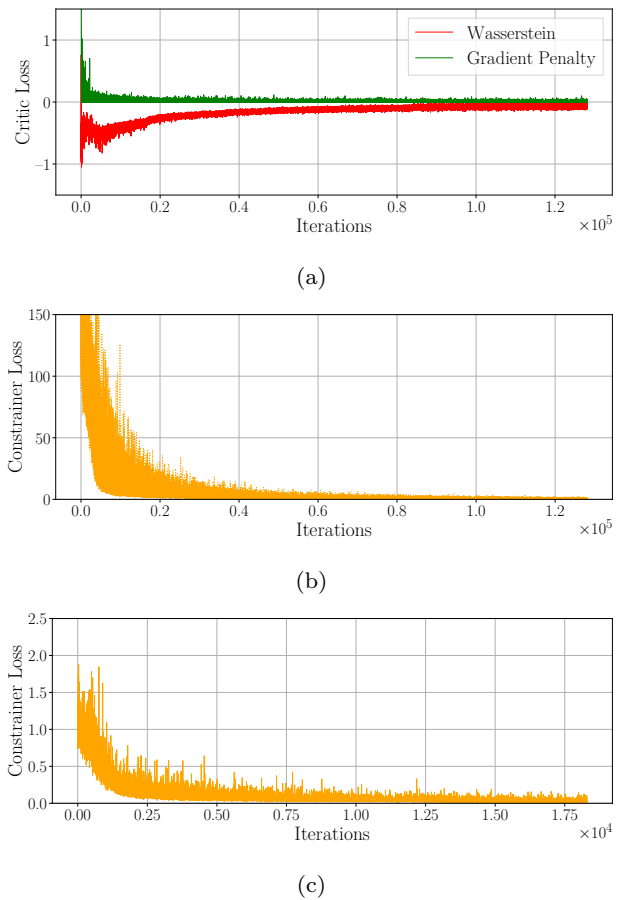 1
0
−1
Critic Loss
Wasserstein
Gradient Penalty
0.0 0.2 0.4 0.6 0.8 1.0 1.2
Iterations
×10^5
(a)
150
100
50
0
Constrainer Loss
0.0 0.2 0.4 0.6 0.8 1.0 1.2
Iterations
×10^5
(b)
2.5
2.0
1.5
1.0
0.5
0.0
Constrainer Loss
0.00 0.25 0.50 0.75 1.00 1.25 1.50 1.75
Iterations
×10^4
(c)